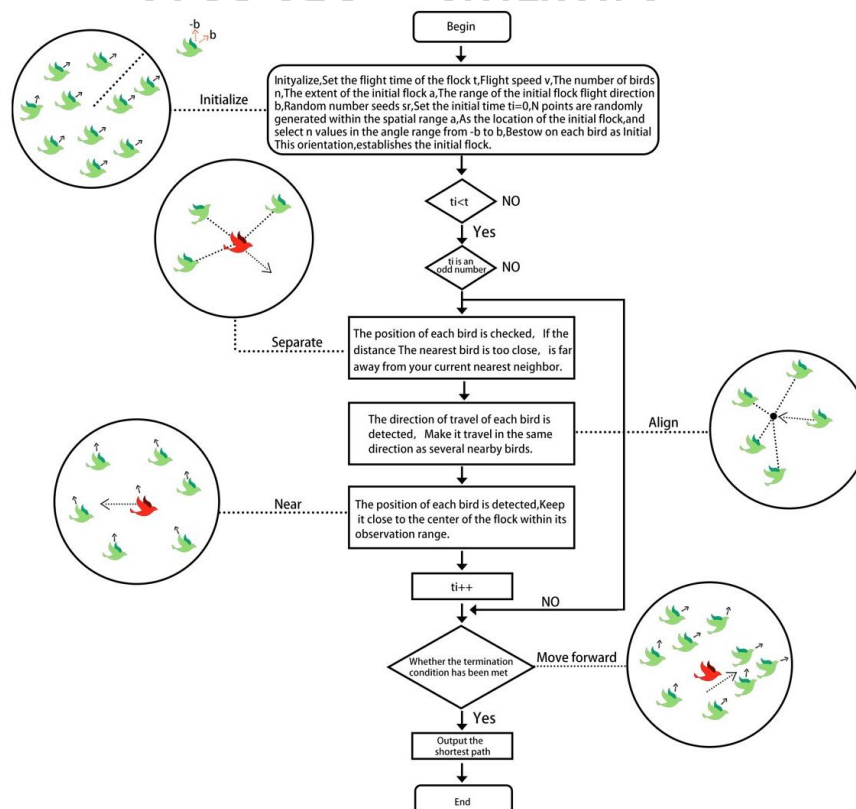 -b
b
Begin
Initialize
Inityalize,Set the flight time of the flock t,Flight speed v,The number of birds
n,The extent of the initial flock a,The range of the initial flock flight direction
b,Random number seeds sr,Set the initial time ti=0,N points are randomly
generated within the spatial range a,As the location of the initial flock,and
select n values in the angle range from -b to b,Bestow on each bird as Initial
This orientation,establishes the initial flock.
ti<t
NO
Yes
ti is an
odd number
NO
Separate
The position of each bird is checked, If the
distance The nearest bird is too close, is far
away from your current nearest neighbor.
The direction of travel of each bird is
detected, Make it travel in the same
direction as several nearby birds.
Align
Near
The position of each bird is detected,Keep
it close to the center of the flock within its
observation range.
ti++
NO
Whether the termination
condition has been met
Move forward
Yes
Output the
shortest path
End